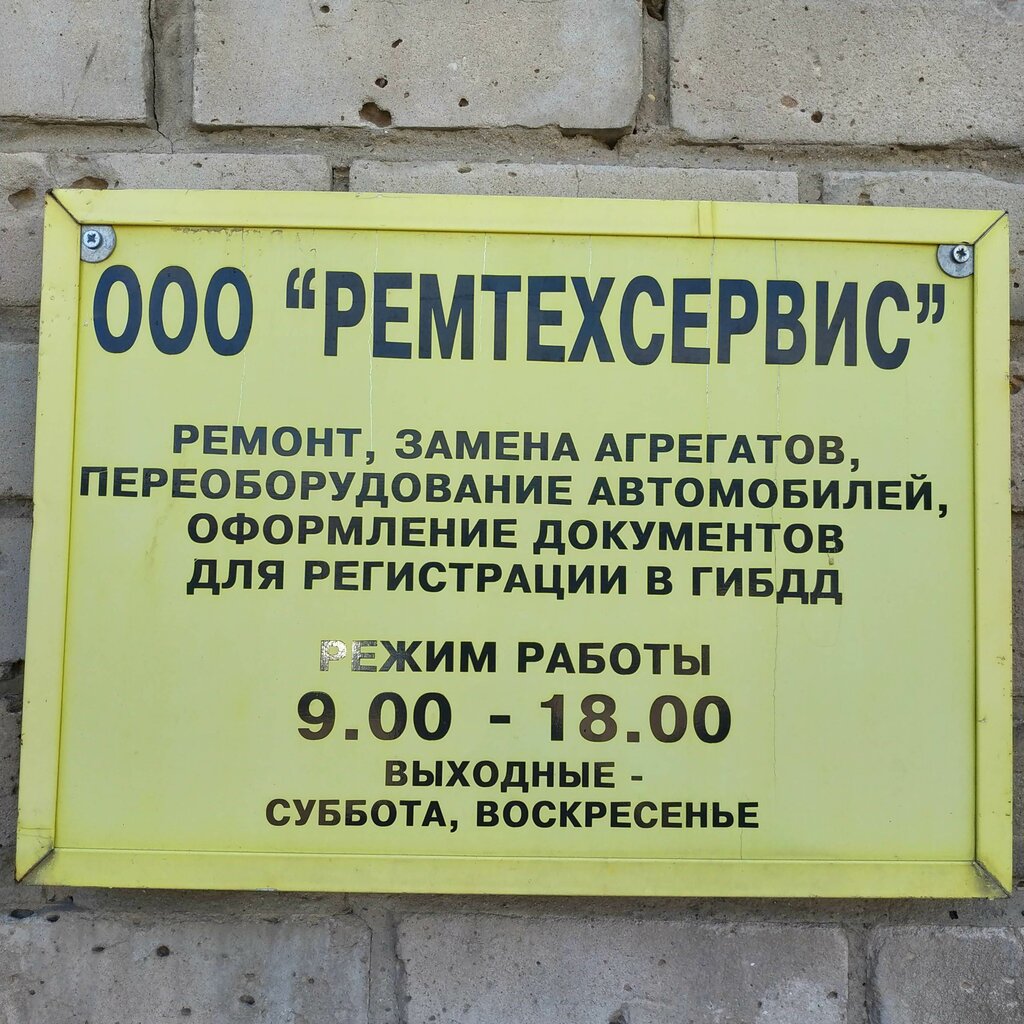 ООО “РЕМТЕХСЕРВИС”
РЕМОНТ, ЗАМЕНА АГРЕГАТОВ,
ПЕРЕОБОРУДОВАНИЕ АВТОМОБИЛЕЙ,
ОФОРМЛЕНИЕ ДОКУМЕНТОВ
ДЛЯ РЕГИСТРАЦИИ В ГИБДД
РЕЖИМ РАБОТЫ
9.00 - 18.00
ВЫХОДНЫЕ -
СУББОТА, ВОСКРЕСЕНЬЕ